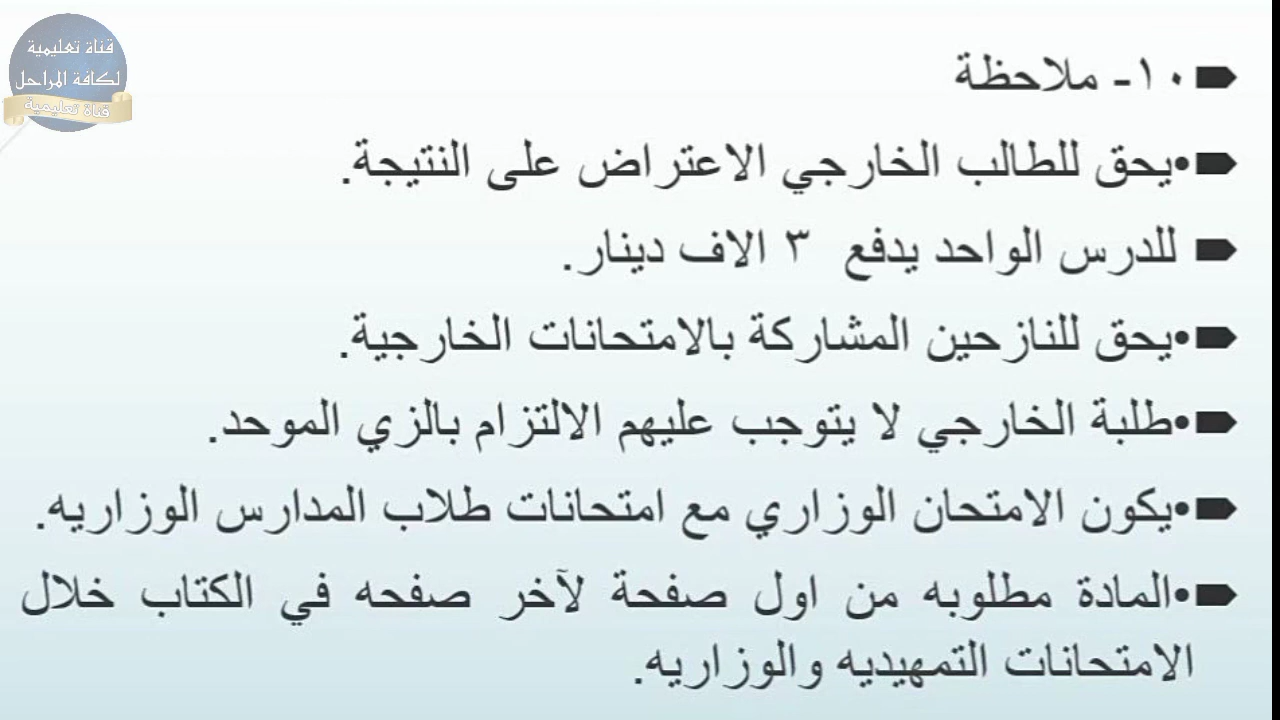 قناة تعليمية
لكافة المراحل
قناة تعليمية
١٠- ملاحظة
•يحق للطالب الخارجي الاعتراض على النتيجة.
للدرس الواحد يدفع ٣ الاف دينار.
•يحق للنازحين المشاركة بالامتحانات الخارجية.
•طلبة الخارجي لا يتوجب عليهم الالتزام بالزي الموحد.
•يكون الامتحان الوزاري مع امتحانات طلاب المدارس الوزاريه.
•المادة مطلوبه من اول صفحة لآخر صفحه في الكتاب خلال
الامتحانات التمهيديه والوزاريه.